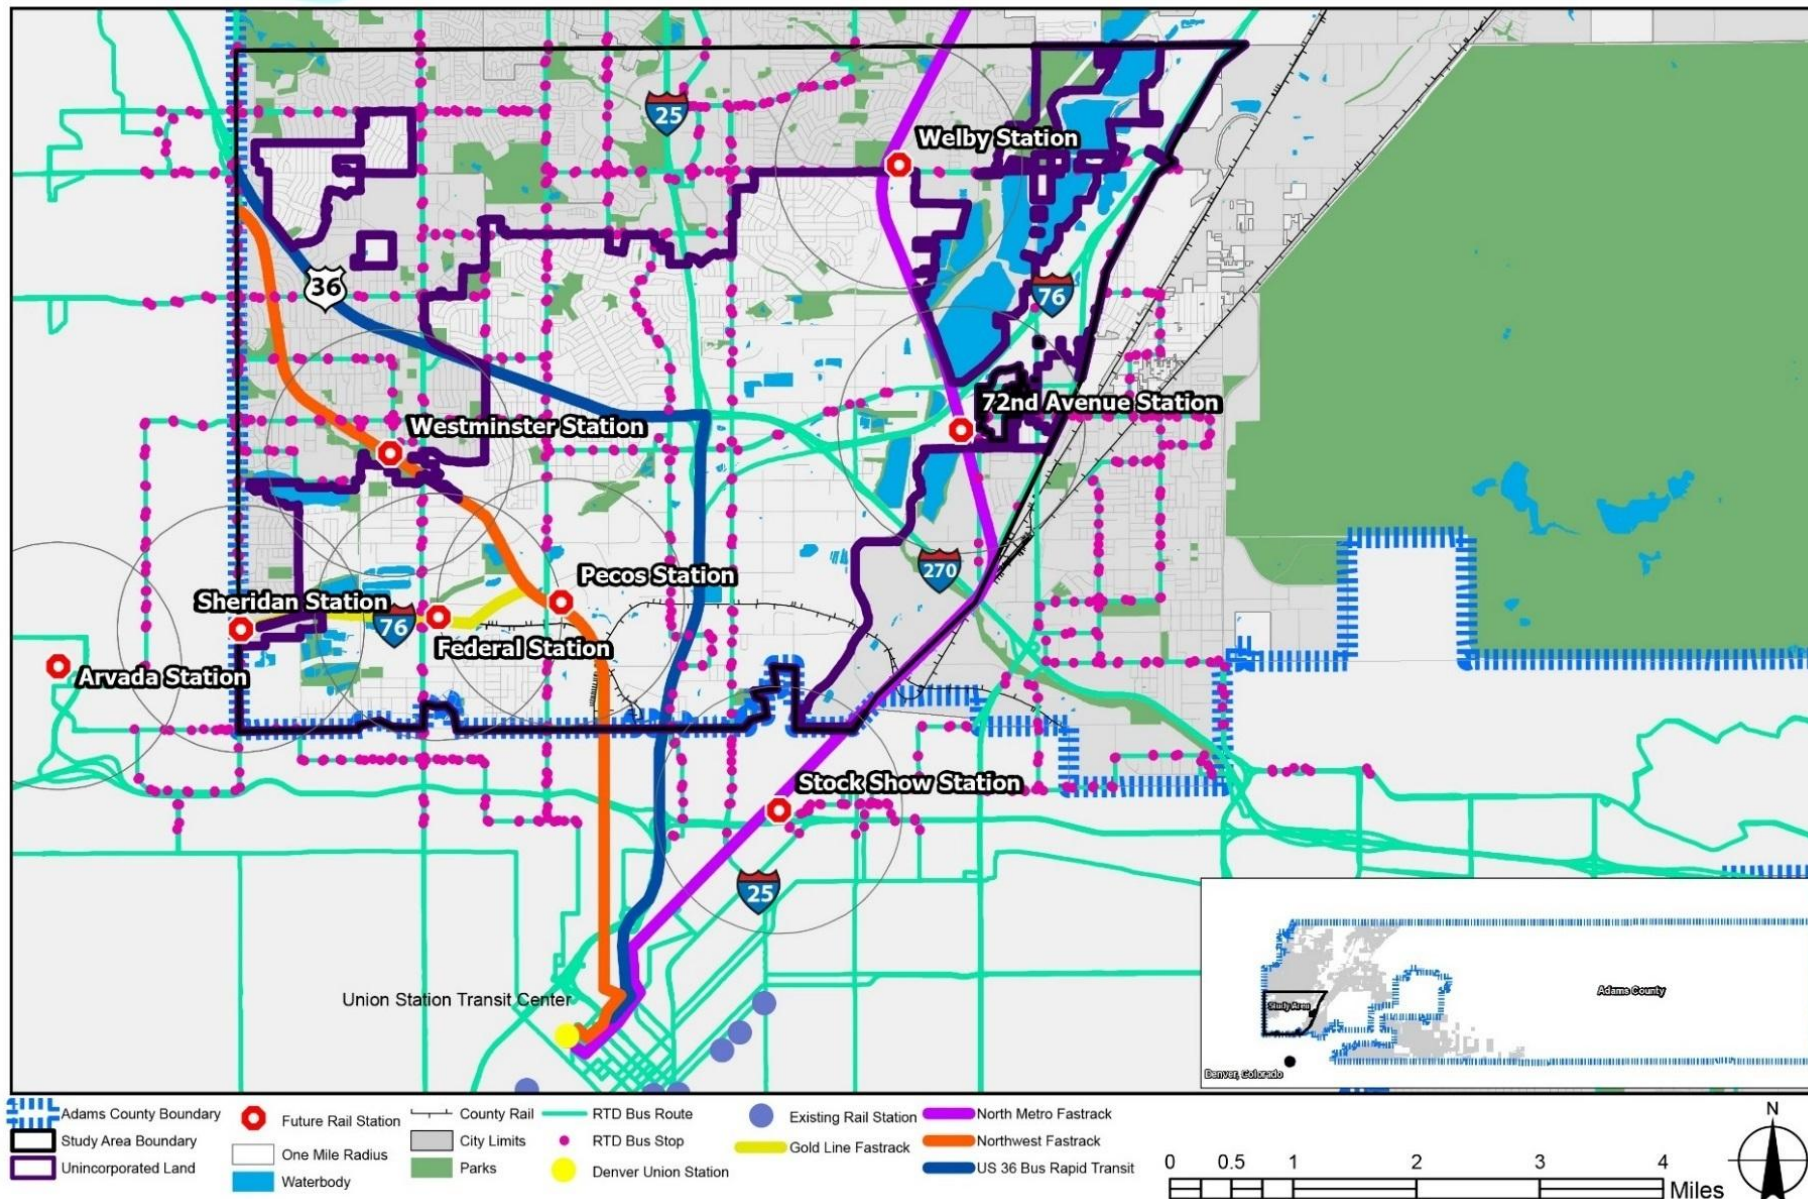 25
Welby Station
36
76
72nd Avenue Station
Westminster Station
270
Pecos Station
Sheridan Station
76
Federal Station
Arvada Station
Stock Show Station
25
Union Station Transit Center
Adams County
Study Area
Denver, Colorado
Adams County Boundary
Study Area Boundary
Unincorporated Land
Future Rail Station
One Mile Radius
Waterbody
County Rail
City Limits
Parks
RTD Bus Route
RTD Bus Stop
Denver Union Station
Existing Rail Station
Gold Line Fastrack
North Metro Fastrack
Northwest Fastrack
US 36 Bus Rapid Transit
0 0.5 1 2 3 4
Miles
N